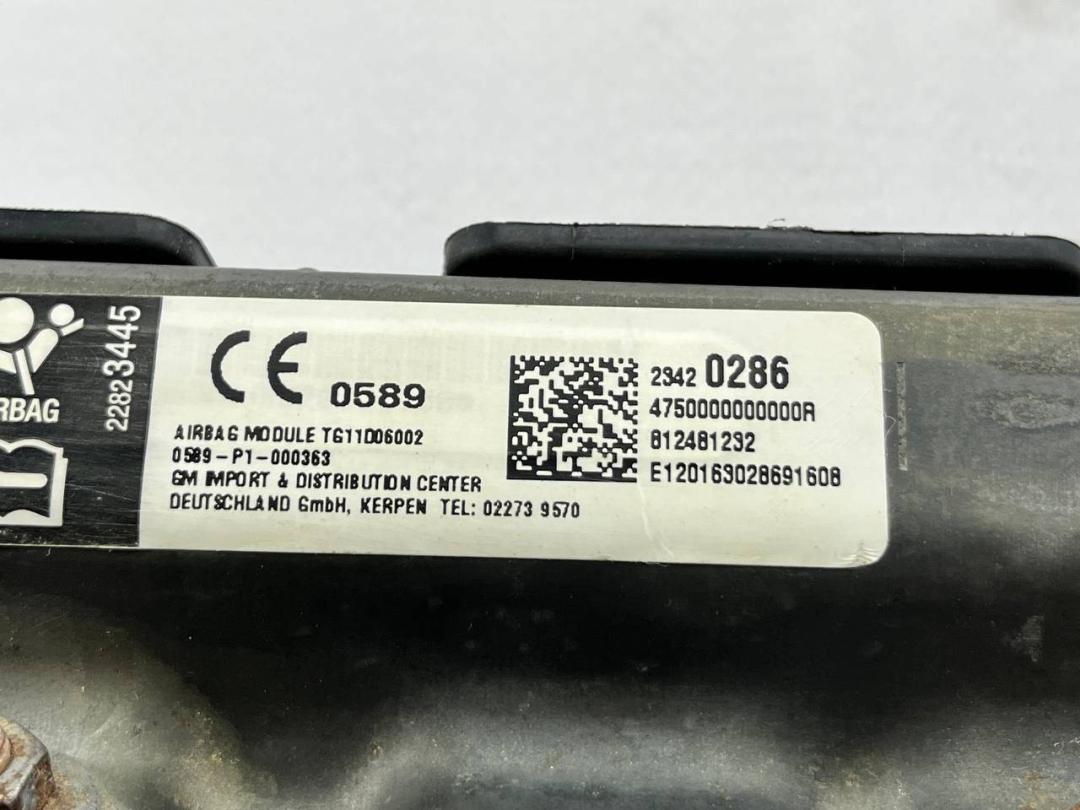 RBAG
22823445
CE 0589
AIRBAG MODULE TG11D06002
0589-P1-000363
GM IMPORT & DISTRIBUTION CENTER
DEUTSCHLAND GmbH, KERPEN TEL: 02273 9570
2342 0286
4750000000000R
812481232
E120163028691608